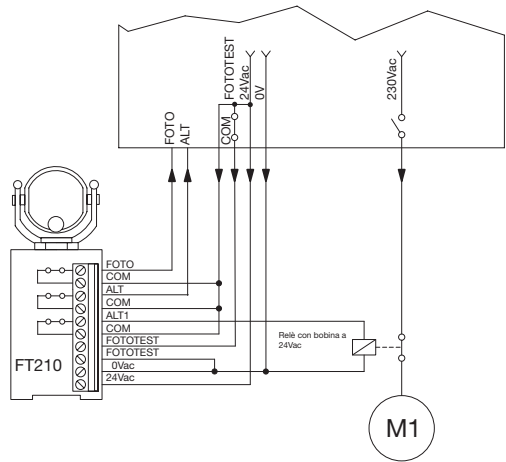 FOTOTEST
24Vac
0V
230Vac
FOTO
ALT
COM
FOTO
COM
ALT
COM
ALT1
COM
FOTOTEST
FOTOTEST
0Vac
24Vac
FT210
Relè con bobina a
24Vac
M1